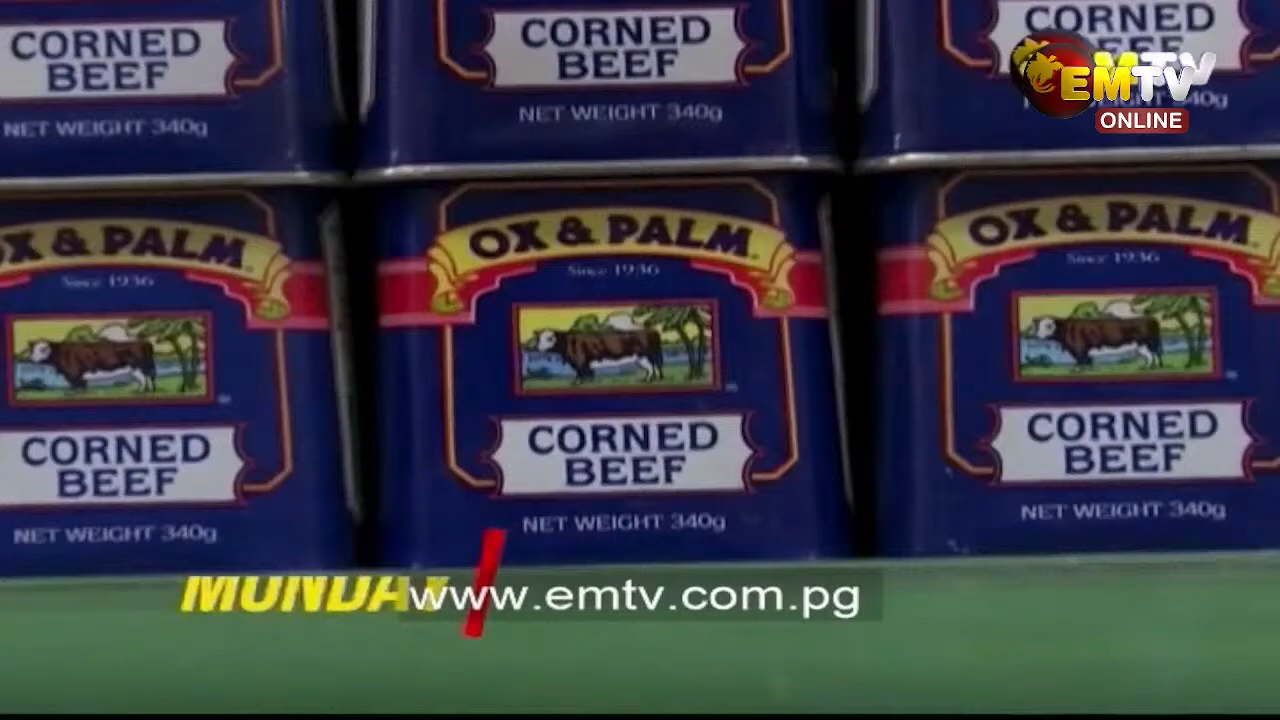 CORNED
BEEF
NET WEIGHT 340g
CORNED
BEEF
NET WEIGHT 340g
CORNED
BEEF
40g
EMTV
ONLINE
OX & PALM
Since 1936
CORNED
BEEF
NET WEIGHT 340g
OX & PALM
Since 1936
CORNED
BEEF
NET WEIGHT 340g
OX & PALM
Since 1936
CORNED
BEEF
NET WEIGHT 340g
MONDAY
www.emtv.com.pg